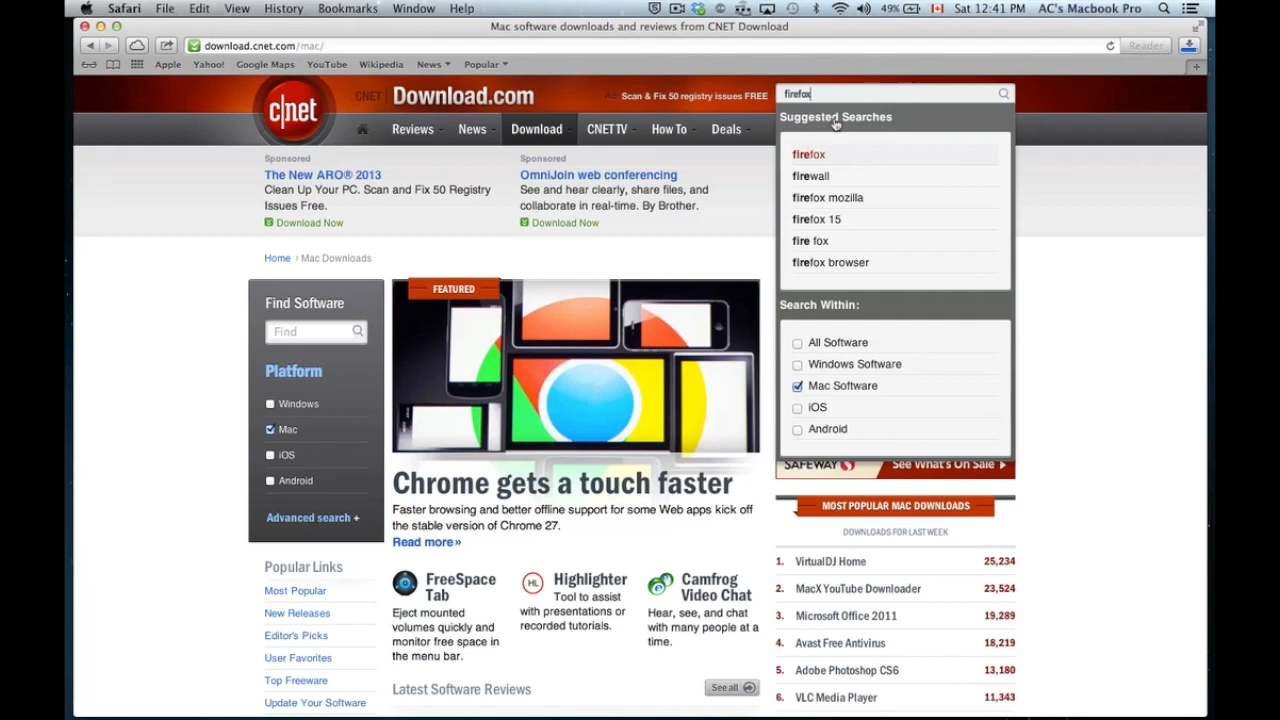 Safari File Edit View History Bookmarks Window Help 49% Sat 12:41 PM AC's Macbook Pro
Mac software downloads and reviews from CNET Download
download.cnet.com/mac/ Reader
Apple Yahoo! Google Maps YouTube Wikipedia News Popular
c|net CNET Download.com Scan & Fix 50 registry issues FREE firefox
Suggested Searches
Reviews News Download CNET TV How To Deals
firefox
firewall
firefox mozilla
firefox 15
fire fox
firefox browser
Search Within:
All Software
Windows Software
Mac Software
iOS
Android
Sponsored
The New ARO® 2013
Clean Up Your PC. Scan and Fix 50 Registry
Issues Free.
Download Now
Sponsored
OmniJoin web conferencing
See and hear clearly, share files, and
collaborate in real-time. By Brother.
Download Now
Home › Mac Downloads
Find Software
Find
Platform
Windows
Mac
iOS
Android
Advanced search +
Popular Links
Most Popular
New Releases
Editor's Picks
User Favorites
Top Freeware
Update Your Software
FEATURED
Chrome gets a touch faster
Faster browsing and better offline support for some Web apps kick off
the stable version of Chrome 27.
Read more»
FreeSpace
Tab
Eject mounted
volumes quickly and
monitor free space in
the menu bar.
HL
Highlighter
Tool to assist
with presentations or
recorded tutorials.
Camfrog
Video Chat
Hear, see, and chat
with many people at a
time.
Latest Software Reviews See all
SAFEWAY See What's On Sale
MOST POPULAR MAC DOWNLOADS
DOWNLOADS FOR LAST WEEK
1. VirtualDJ Home 25,234
2. MacX YouTube Downloader 23,524
3. Microsoft Office 2011 19,289
4. Avast Free Antivirus 18,219
5. Adobe Photoshop CS6 13,180
6. VLC Media Player 11,343